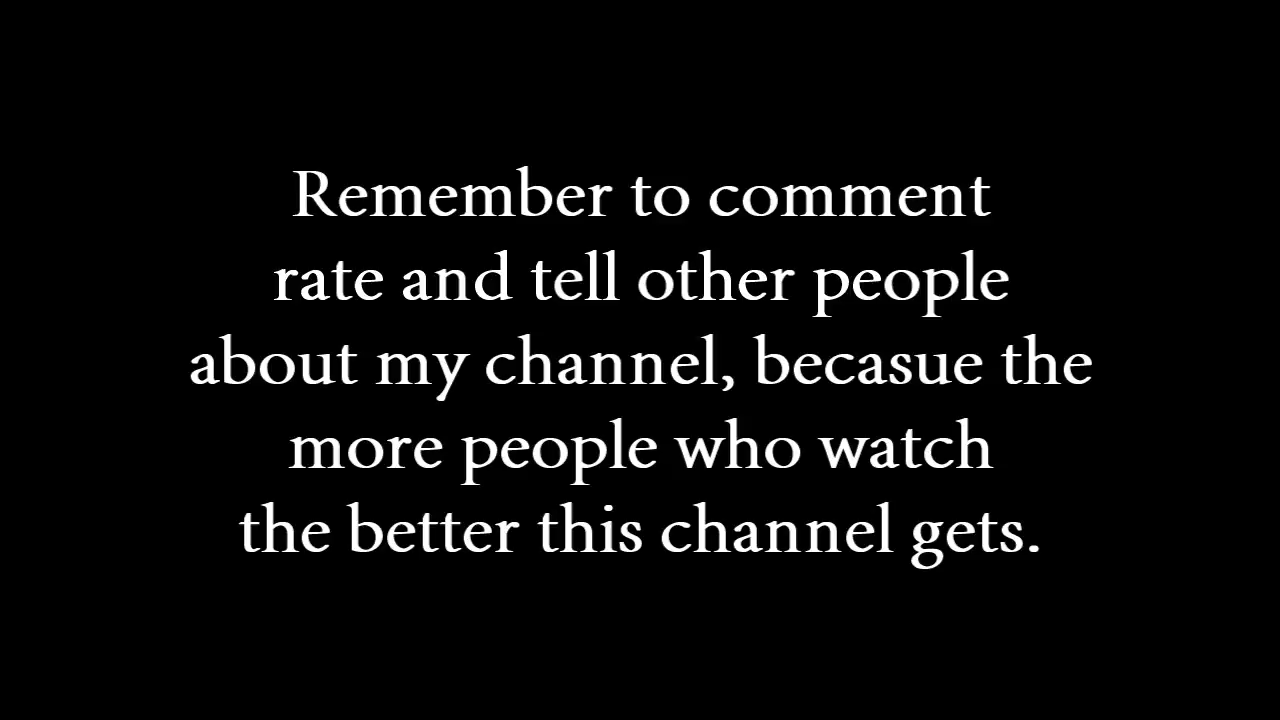 Remember to comment
rate and tell other people
about my channel, becasue the
more people who watch
the better this channel gets.